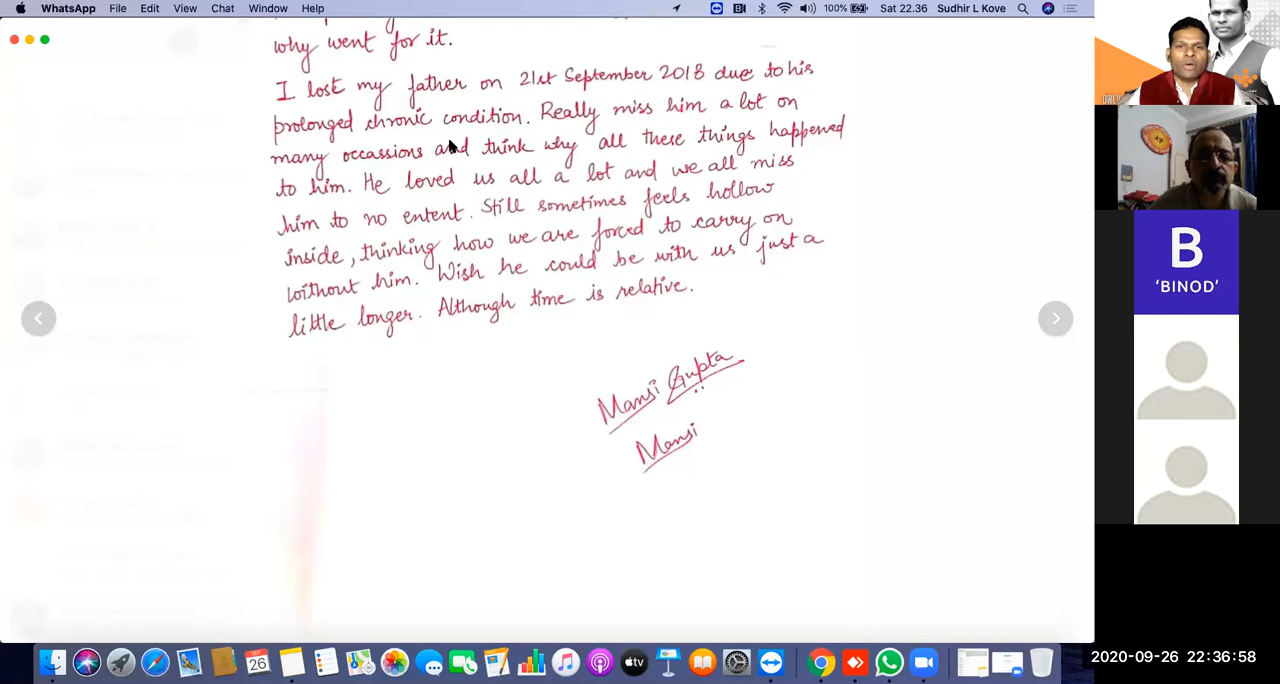 WhatsApp File Edit View Chat Window Help 100% Sat 22.36 Sudhir L Kove
why went for it.
I lost my father on 21st September 2018 due to his
prolonged chronic condition. Really miss him a lot on
many occassions and think why all these things happened
to him. He loved us all a lot and we all miss
him to no entent. Still sometimes feels hollow
inside, thinking how we are forced to carry on
without him. Wish he could be with us just a
little longer. Although time is relative.
Mansi Gupta
Mansi
B
'BINOD'
SEP
26
tv
2020-09-26 22:36:58